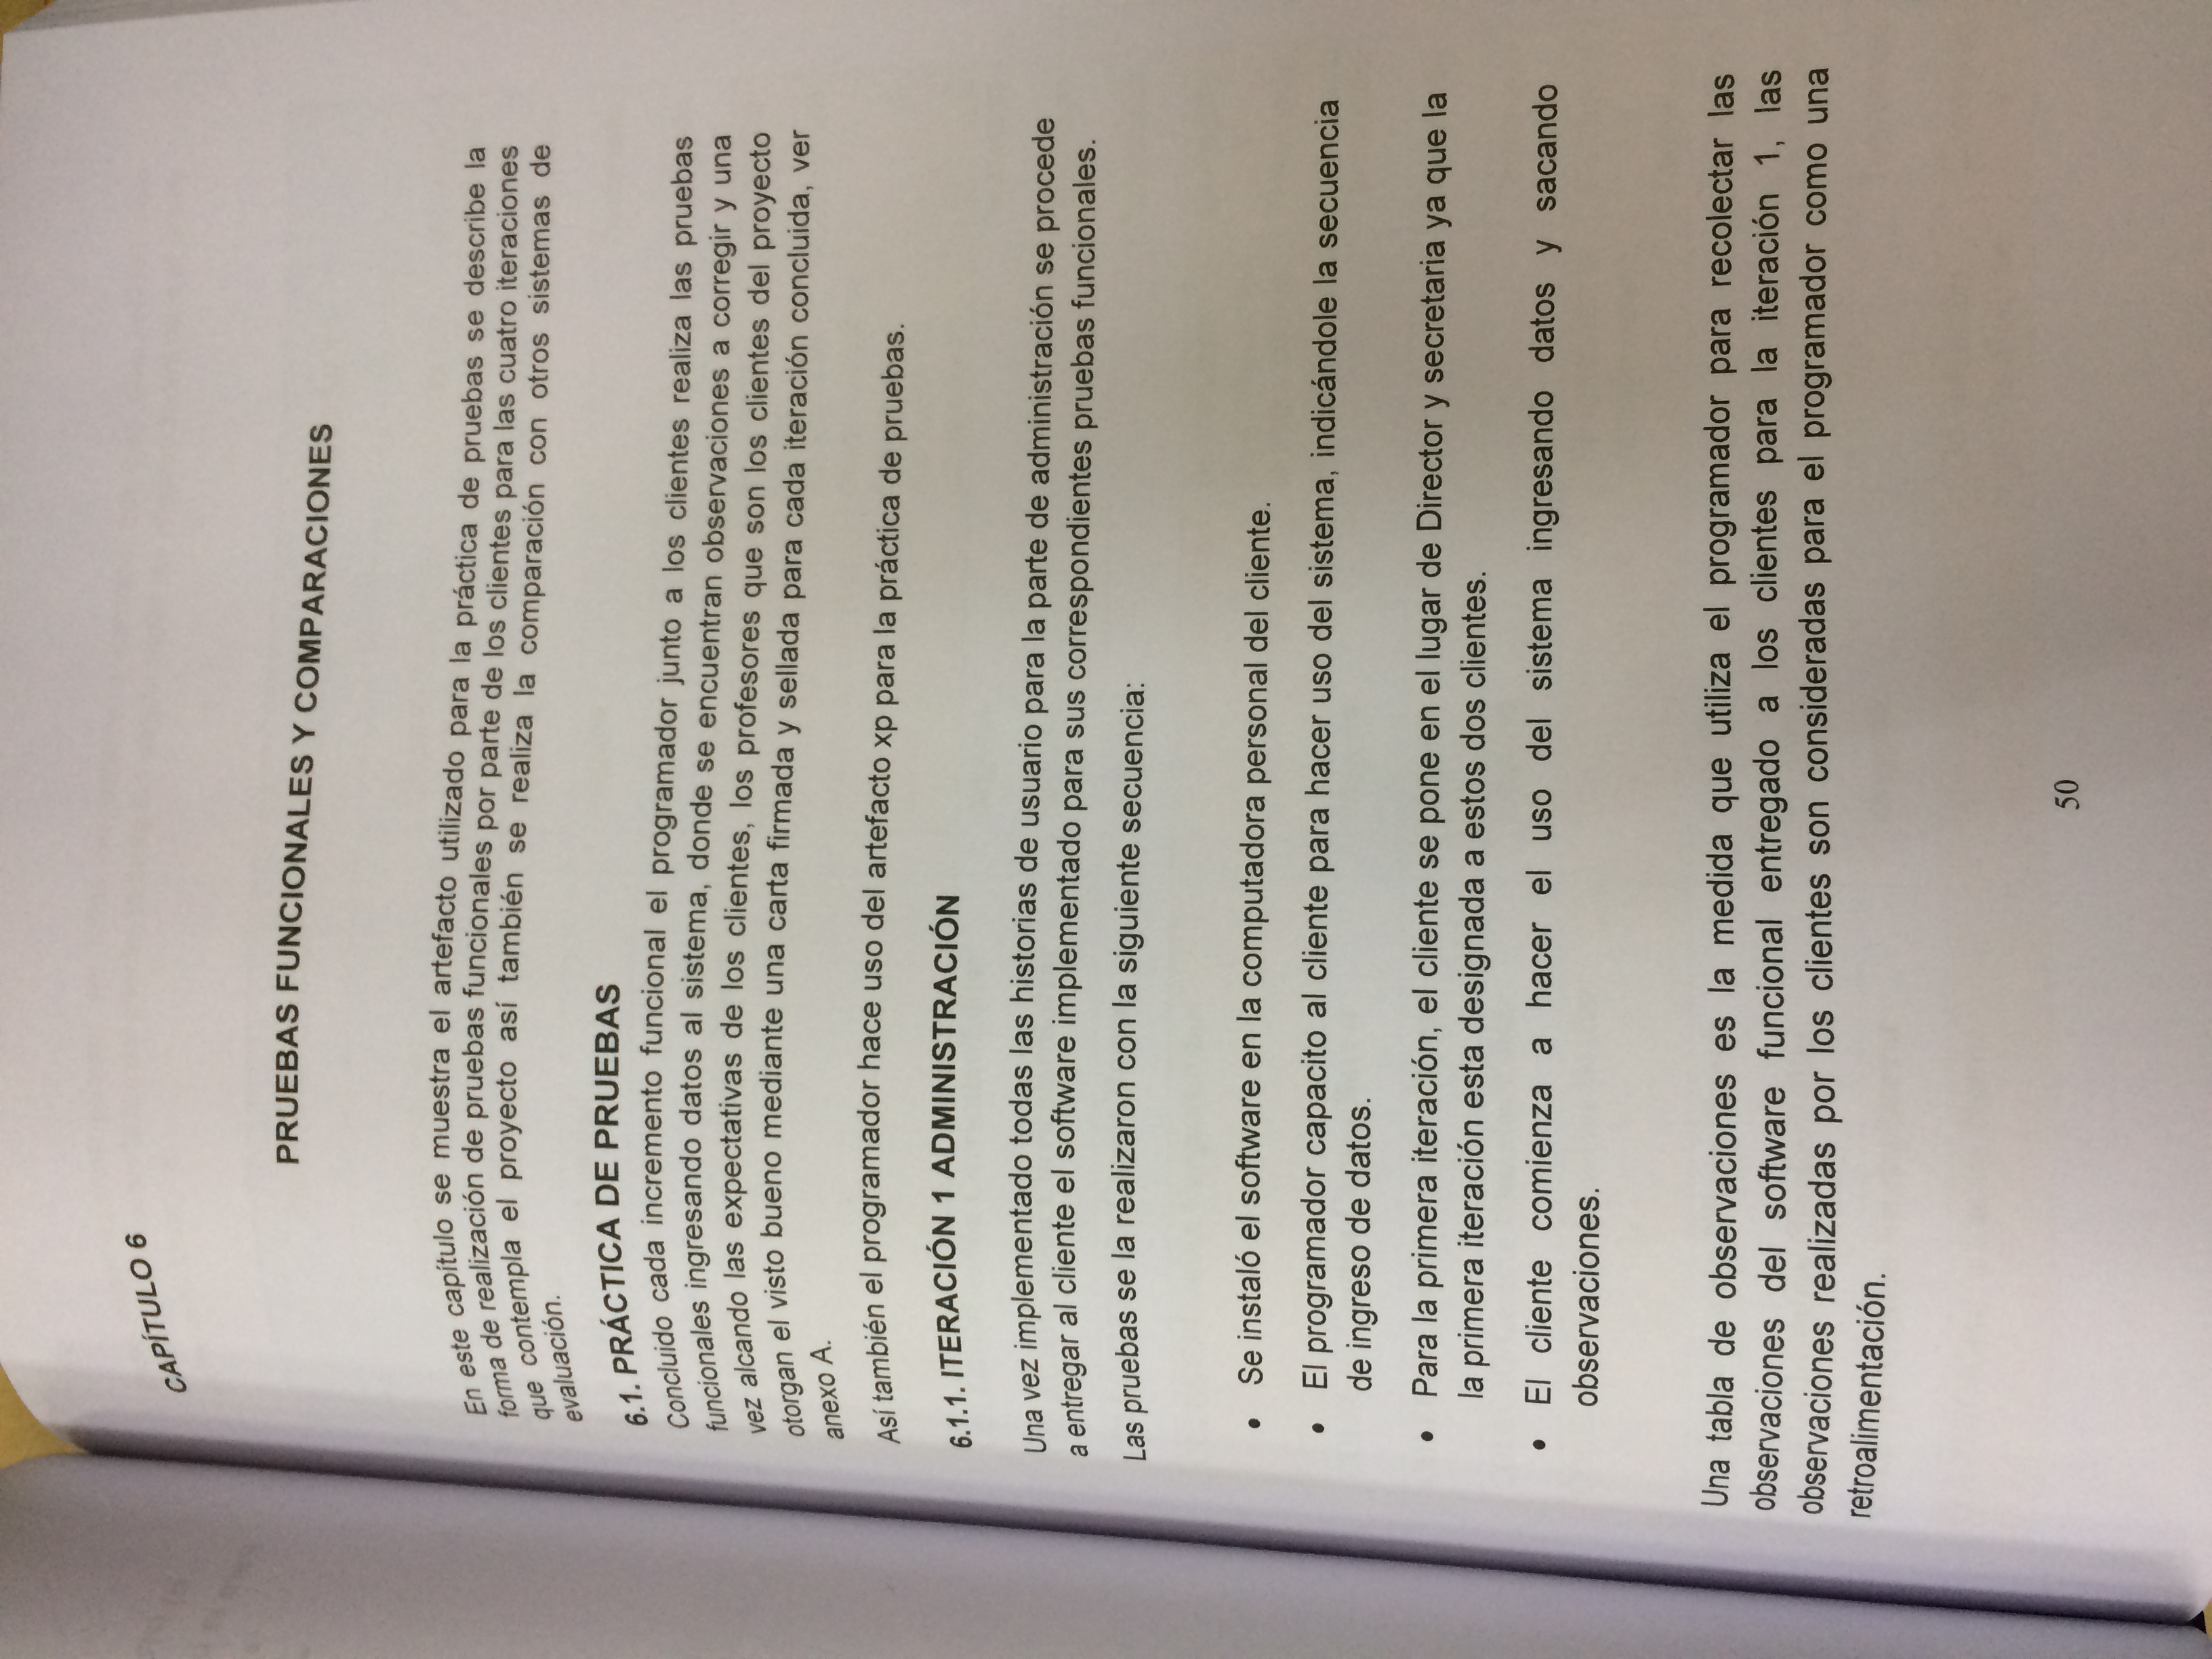 CAPÍTULO 6
PRUEBAS FUNCIONALES Y COMPARACIONES
En este capítulo se muestra el artefacto utilizado para la práctica de pruebas se describe la
forma de realización de pruebas funcionales por parte de los clientes para las cuatro iteraciones
que contempla el proyecto así también se realiza la comparación con otros sistemas de
evaluación.
6.1. PRÁCTICA DE PRUEBAS
Concluido cada incremento funcional el programador junto a los clientes realiza las pruebas
funcionales ingresando datos al sistema, donde se encuentran observaciones a corregir y una
vez alcando las expectativas de los clientes, los profesores que son los clientes del proyecto
otorgan el visto bueno mediante una carta firmada y sellada para cada iteración concluida, ver
anexo A.
Así también el programador hace uso del artefacto xp para la práctica de pruebas.
6.1.1. ITERACIÓN 1 ADMINISTRACIÓN
Una vez implementado todas las historias de usuario para la parte de administración se procede
a entregar al cliente el software implementado para sus correspondientes pruebas funcionales.
Las pruebas se la realizaron con la siguiente secuencia:
• Se instaló el software en la computadora personal del cliente.
• El programador capacito al cliente para hacer uso del sistema, indicándole la secuencia
de ingreso de datos.
• Para la primera iteración, el cliente se pone en el lugar de Director y secretaria ya que la
la primera iteración esta designada a estos dos clientes.
• El cliente comienza a hacer el uso del sistema ingresando datos y sacando
observaciones.
Una tabla de observaciones es la medida que utiliza el programador para recolectar las
observaciones del software funcional entregado a los clientes para la iteración 1, las
observaciones realizadas por los clientes son consideradas para el programador como una
retroalimentación.
50